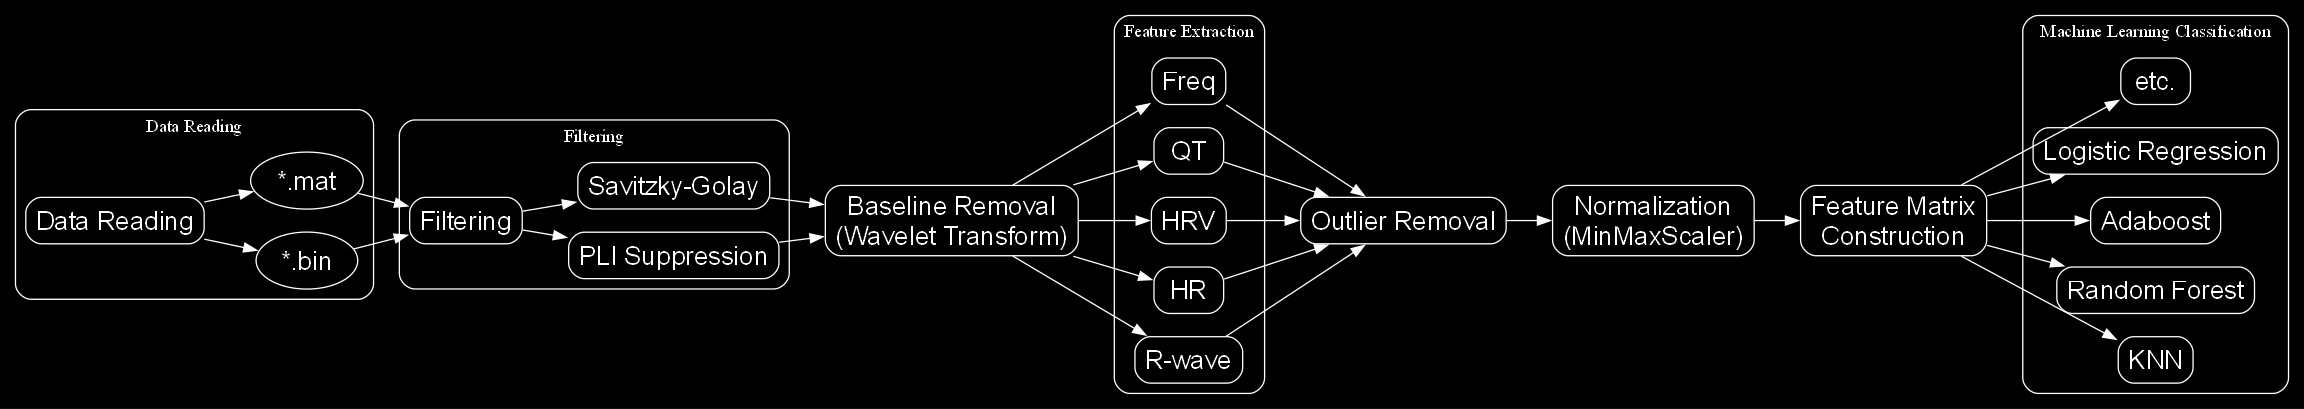 Data Reading
Data Reading
*.mat
*.bin
Filtering
Filtering
Savitzky-Golay
PLI Suppression
Baseline Removal
(Wavelet Transform)
Feature Extraction
Freq
QT
HRV
HR
R-wave
Outlier Removal
Normalization
(MinMaxScaler)
Feature Matrix
Construction
Machine Learning Classification
etc.
Logistic Regression
Adaboost
Random Forest
KNN